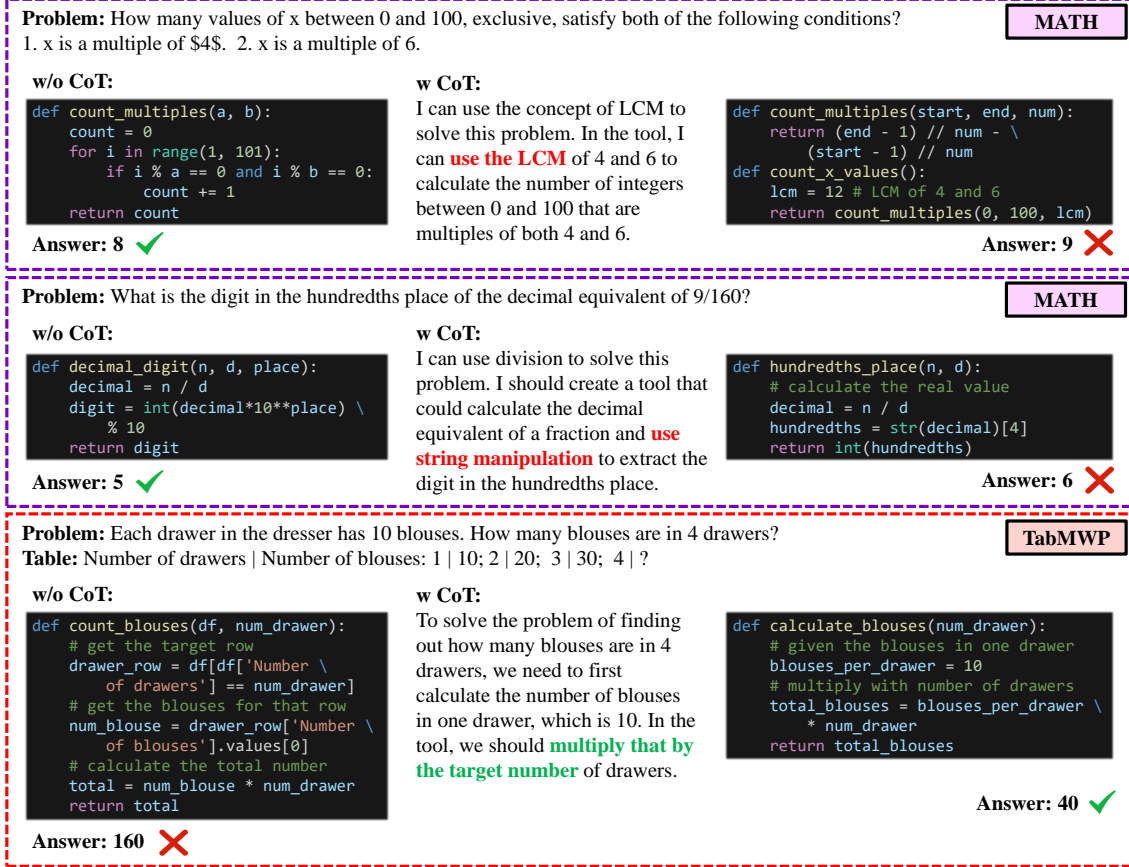 Problem: How many values of x between 0 and 100, exclusive, satisfy both of the following conditions?
1. x is a multiple of $4$.  2. x is a multiple of 6.
MATH
w/o CoT:
def count_multiples(a, b):
    count = 0
    for i in range(1, 101):
        if i % a == 0 and i % b == 0:
            count += 1
    return count
Answer: 8
w CoT:
I can use the concept of LCM to
solve this problem. In the tool, I
can use the LCM of 4 and 6 to
calculate the number of integers
between 0 and 100 that are
multiples of both 4 and 6.
def count_multiples(start, end, num):
    return (end - 1) // num - \
        (start - 1) // num
def count_x_values():
    lcm = 12 # LCM of 4 and 6
    return count_multiples(0, 100, lcm)
Answer: 9
Problem: What is the digit in the hundredths place of the decimal equivalent of 9/160?
MATH
w/o CoT:
def decimal_digit(n, d, place):
    decimal = n / d
    digit = int(decimal*10**place) \
        % 10
    return digit
Answer: 5
w CoT:
I can use division to solve this
problem. I should create a tool that
could calculate the decimal
equivalent of a fraction and use
string manipulation to extract the
digit in the hundredths place.
def hundredths_place(n, d):
    # calculate the real value
    decimal = n / d
    hundredths = str(decimal)[4]
    return int(hundredths)
Answer: 6
Problem: Each drawer in the dresser has 10 blouses. How many blouses are in 4 drawers?
Table: Number of drawers | Number of blouses: 1 | 10; 2 | 20;  3 | 30;  4 | ?
TabMWP
w/o CoT:
def count_blouses(df, num_drawer):
    # get the target row
    drawer_row = df[df['Number \
        of drawers'] == num_drawer]
    # get the blouses for that row
    num_blouse = drawer_row['Number \
        of blouses'].values[0]
    # calculate the total number
    total = num_blouse * num_drawer
    return total
Answer: 160
w CoT:
To solve the problem of finding
out how many blouses are in 4
drawers, we need to first
calculate the number of blouses
in one drawer, which is 10. In the
tool, we should multiply that by
the target number of drawers.
def calculate_blouses(num_drawer):
    # given the blouses in one drawer
    blouses_per_drawer = 10
    # multiply with number of drawers
    total_blouses = blouses_per_drawer \
        * num_drawer
    return total_blouses
Answer: 40